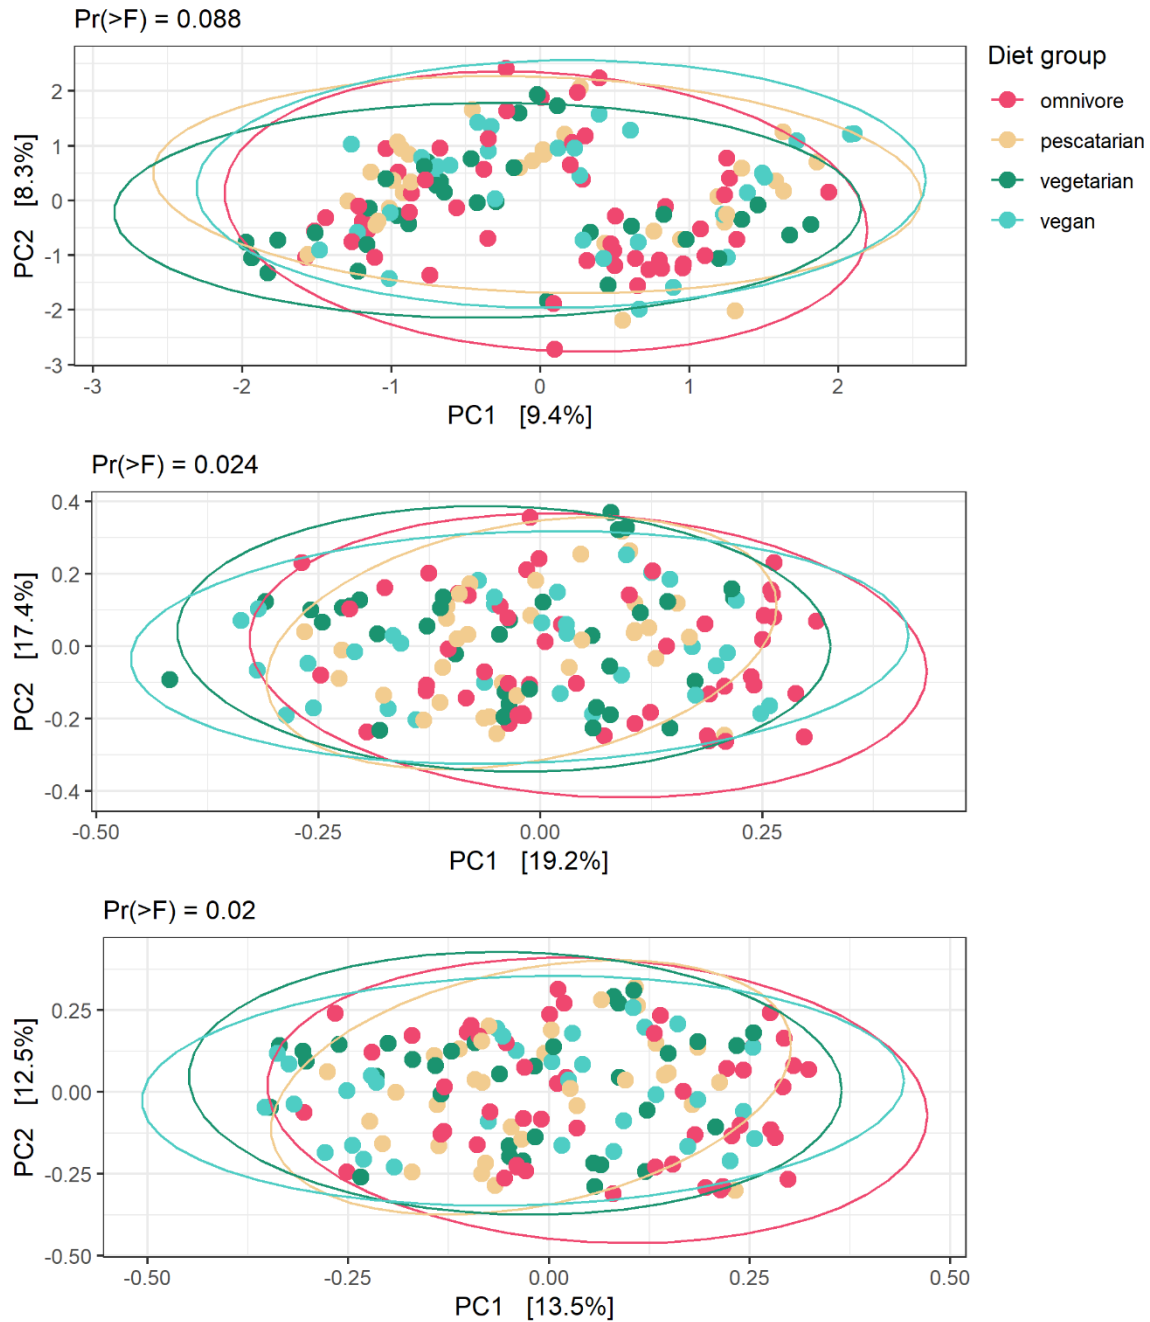 Pr(>F) = 0.088
Diet group
omnivore
pescatarian
vegetarian
vegan
PC2 [8.3%]
2
1
0
-1
-2
-3
-3 -2 -1 0 1 2
PC1 [9.4%]
Pr(>F) = 0.024
PC2 [17.4%]
0.4
0.2
0.0
-0.2
-0.4
-0.50 -0.25 0.00 0.25
PC1 [19.2%]
Pr(>F) = 0.02
PC2 [12.5%]
0.25
0.00
-0.25
-0.50
-0.50 -0.25 0.00 0.25 0.50
PC1 [13.5%]